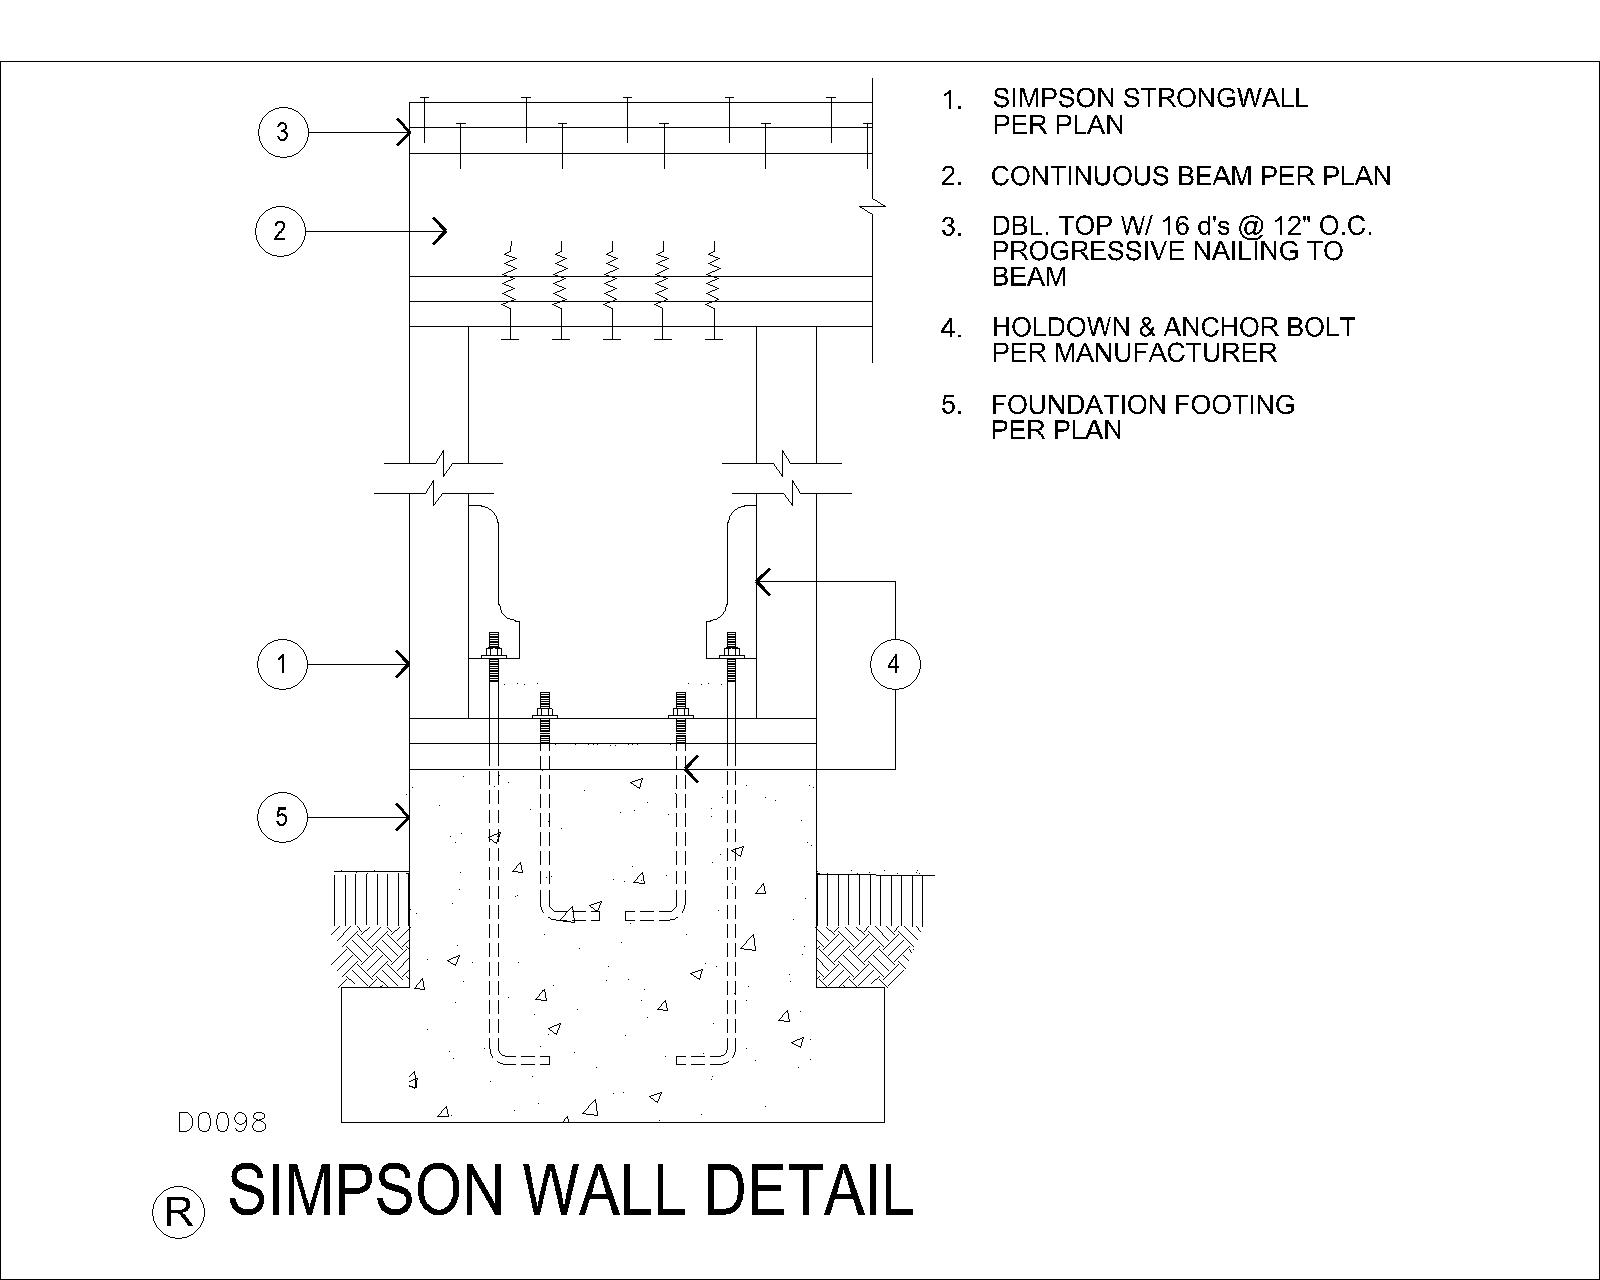 1. SIMPSON STRONGWALL
PER PLAN
2. CONTINUOUS BEAM PER PLAN
3. DBL. TOP W/ 16 d's @ 12" O.C.
PROGRESSIVE NAILING TO
BEAM
4. HOLDOWN & ANCHOR BOLT
PER MANUFACTURER
5. FOUNDATION FOOTING
PER PLAN
3
2
1
4
5
D0098
R SIMPSON WALL DETAIL